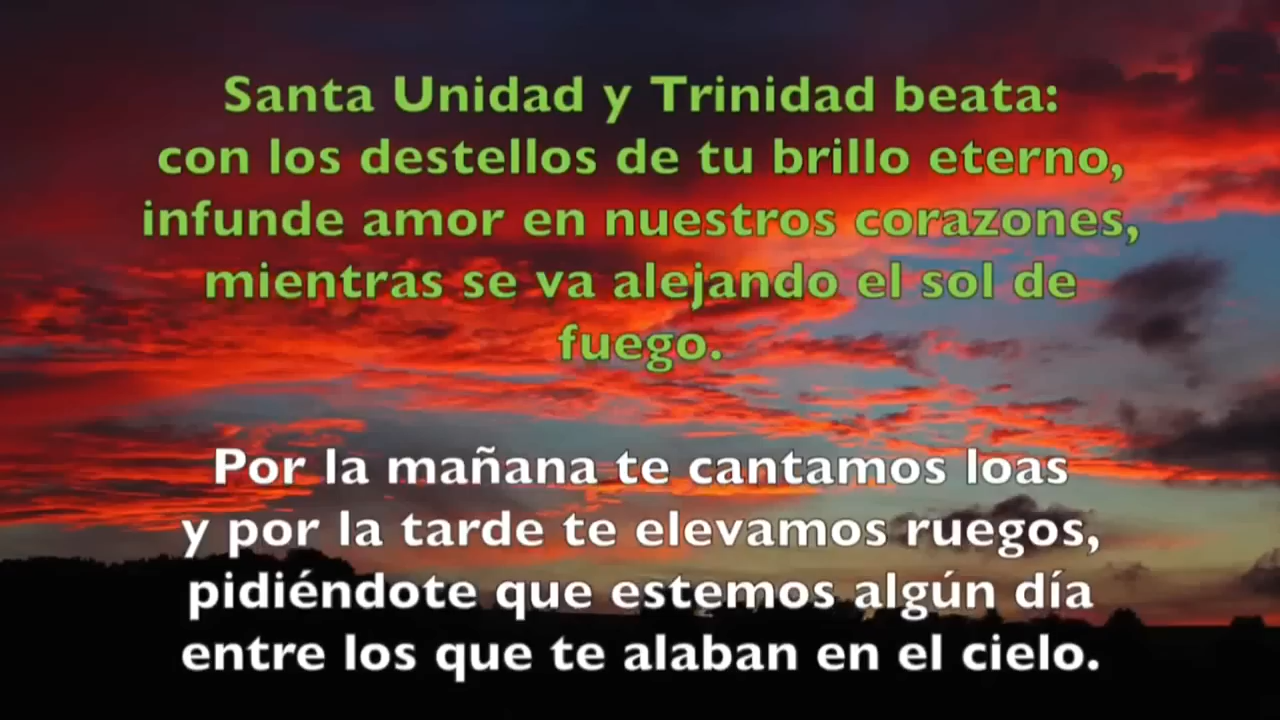 Santa Unidad y Trinidad beata:
con los destellos de tu brillo eterno,
infunde amor en nuestros corazones,
mientras se va alejando el sol de
fuego.
Por la mañana te cantamos loas
y por la tarde te elevamos ruegos,
pidiéndote que estemos algún día
entre los que te alaban en el cielo.